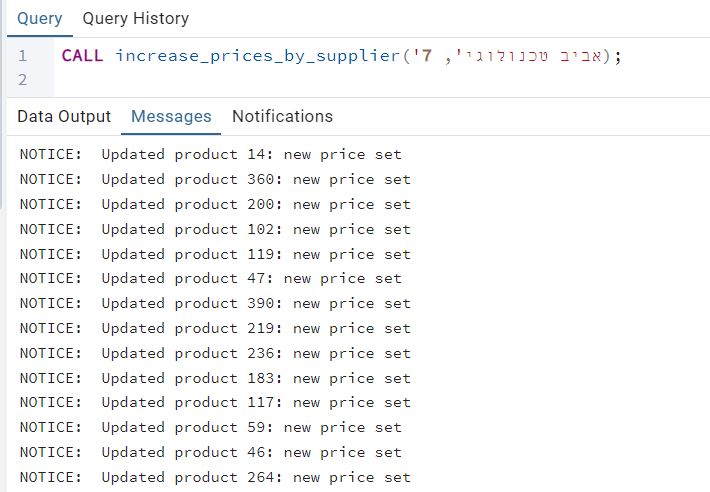 Query
Query History
1 CALL increase_prices_by_supplier('אביב טכנולוגי', 7);
2
Data Output Messages Notifications
NOTICE: Updated product 14: new price set
NOTICE: Updated product 360: new price set
NOTICE: Updated product 200: new price set
NOTICE: Updated product 102: new price set
NOTICE: Updated product 119: new price set
NOTICE: Updated product 47: new price set
NOTICE: Updated product 390: new price set
NOTICE: Updated product 219: new price set
NOTICE: Updated product 236: new price set
NOTICE: Updated product 183: new price set
NOTICE: Updated product 117: new price set
NOTICE: Updated product 59: new price set
NOTICE: Updated product 46: new price set
NOTICE: Updated product 264: new price set